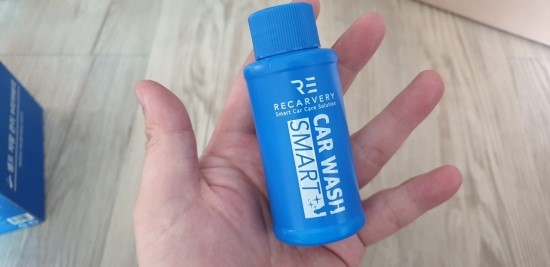 RE
RECARVERY
Smart Car Care Solution
CAR WASH
SMART+